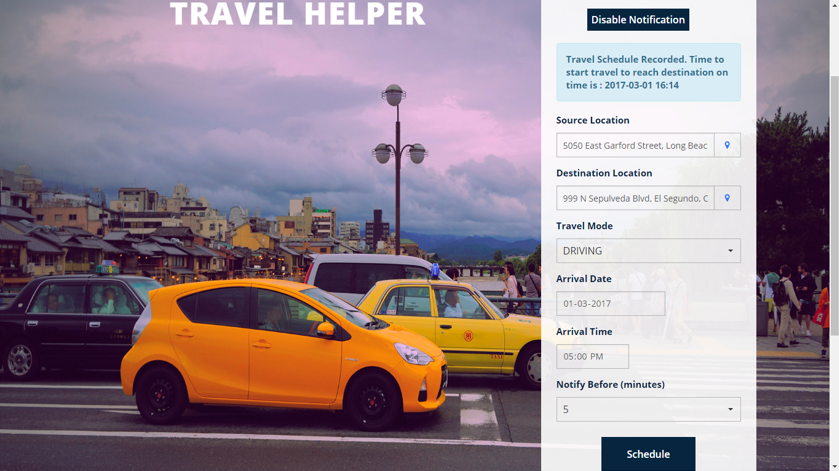 TRAVEL HELPER
Disable Notification
Travel Schedule Recorded. Time to
start travel to reach destination on
time is : 2017-03-01 16:14
Source Location
5050 East Garford Street, Long Beac
Destination Location
999 N Sepulveda Blvd, El Segundo, C
Travel Mode
DRIVING
Arrival Date
01-03-2017
Arrival Time
05:00 PM
Notify Before (minutes)
5
Schedule